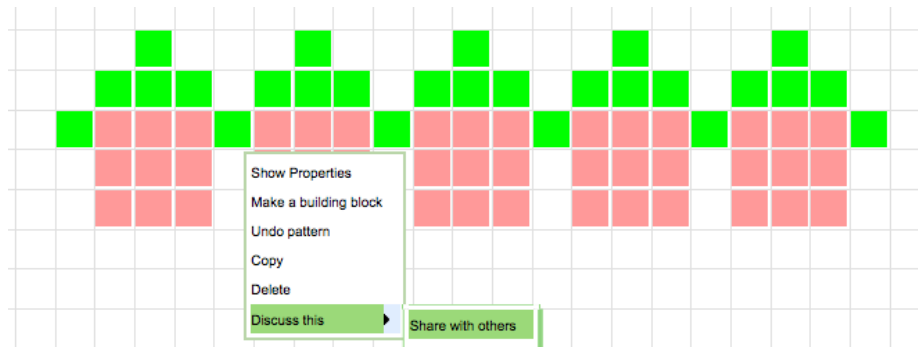 Show Properties
Make a building block
Undo pattern
Copy
Delete
Discuss this
Share with others